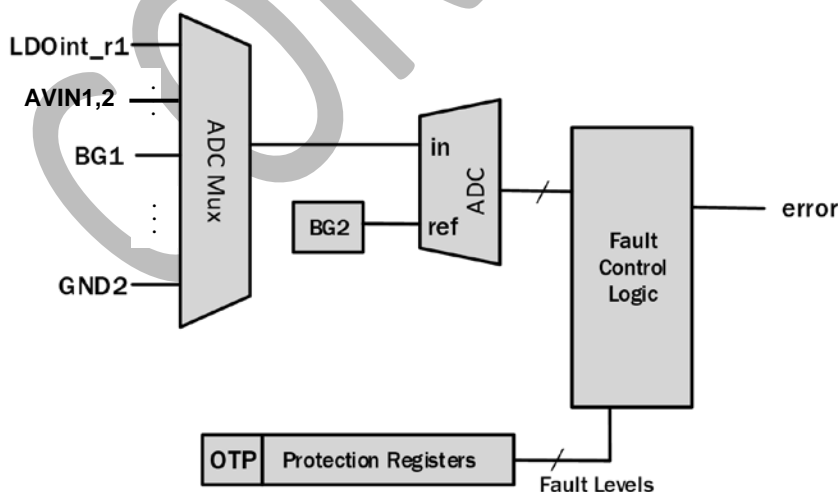 LDOint_r1
AVIN1,2
BG1
GND2
ADC Mux
in
ref
ADC
BG2
Fault
Control
Logic
error
OTP
Protection Registers
Fault Levels